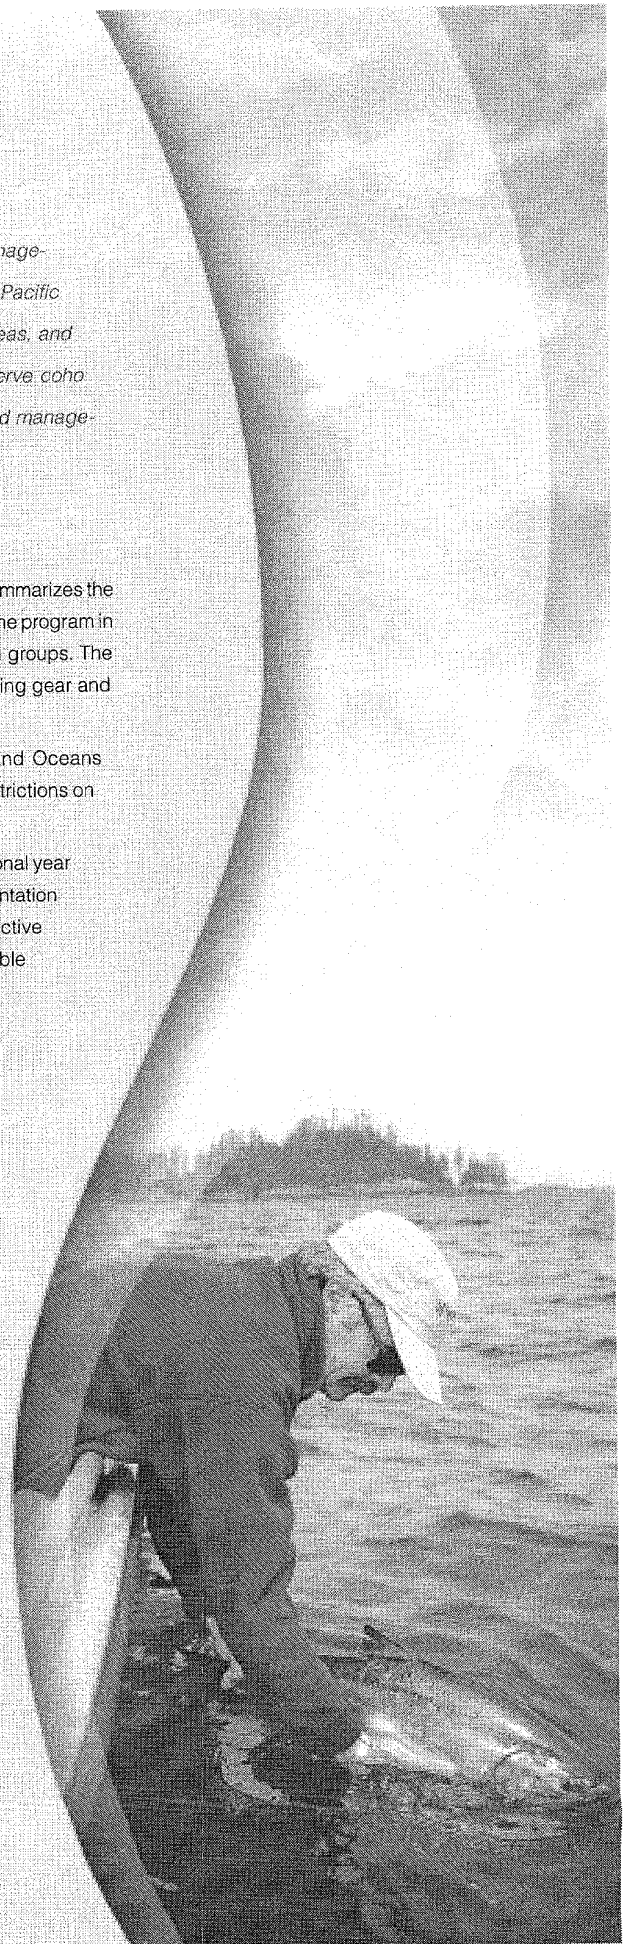 nage-
Pacific
eas, and
erve coho
d manage-
mmarizes the
ne program in
groups. The
ing gear and
nd Oceans
trictions on
onal year
ntation
ctive
ble